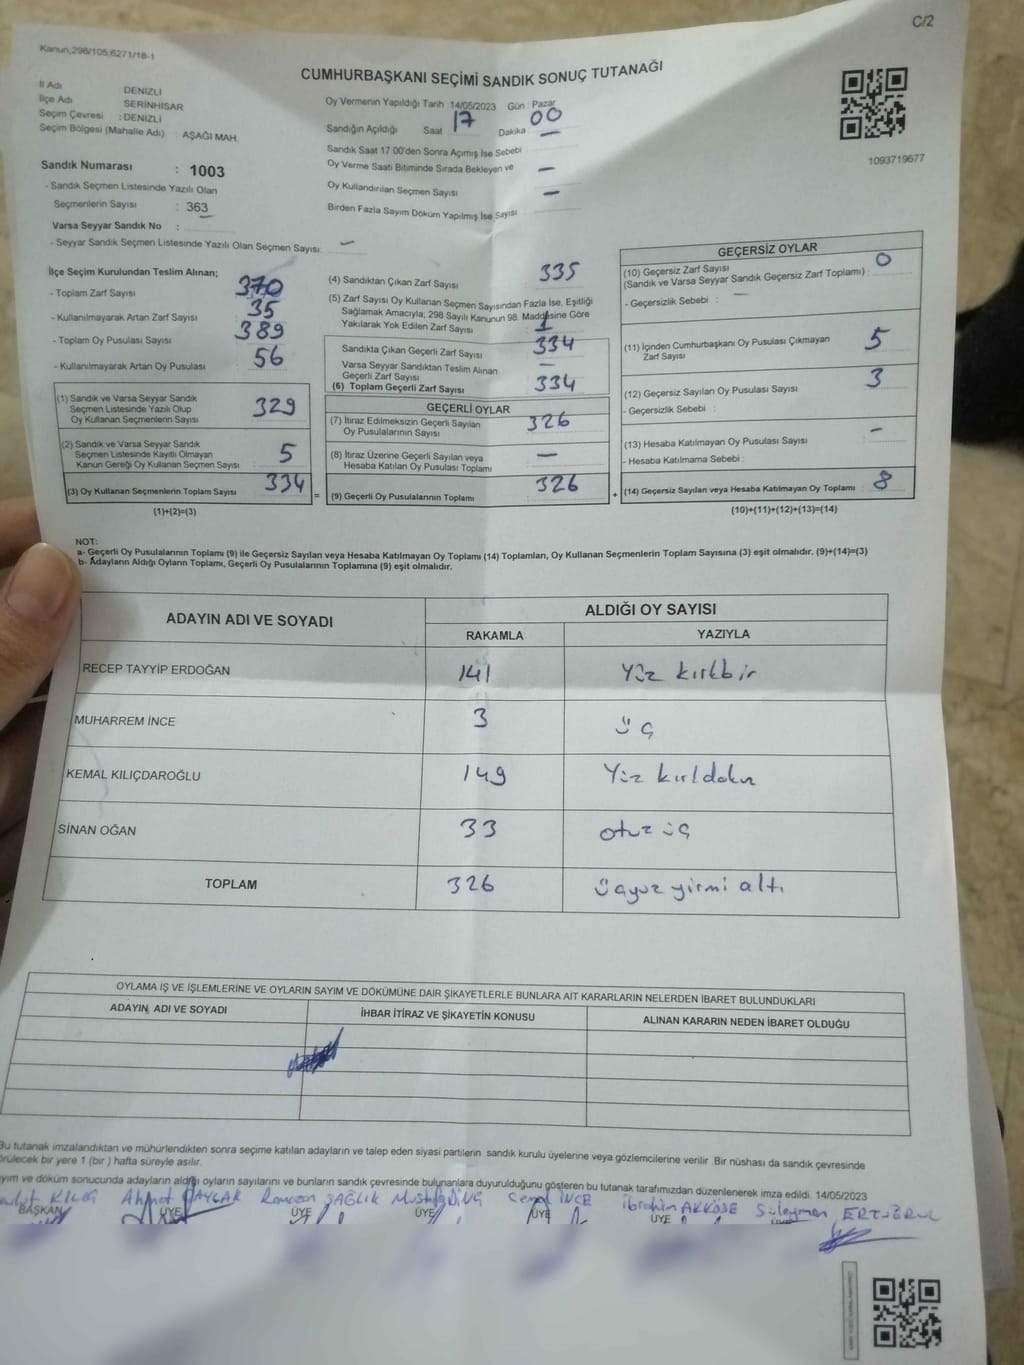 C/2
Kanun,298/105,6271/18-1
CUMHURBAŞKANI SEÇİMİ SANDIK SONUÇ TUTANAĞI
İl Adı DENİZLİ
İlçe Adı SERİNHİSAR
Seçim Çevresi : DENİZLİ
Seçim Bölgesi (Mahalle Adı) : AŞAĞI MAH.
Sandık Numarası : 1003
- Sandık Seçmen Listesinde Yazılı Olan
Seçmenlerin Sayısı : 363
Varsa Seyyar Sandık No :
- Seyyar Sandık Seçmen Listesinde Yazılı Olan Seçmen Sayısı: —
Oy Vermenin Yapıldığı Tarih : 14/05/2023 Gün : Pazar
Sandığın Açıldığı Saat 17 Dakika 00
Sandık Saat 17:00'den Sonra Açımış İse Sebebi —
Oy Verme Saati Bitiminde Sırada Bekleyen ve —
Oy Kullandırılan Seçmen Sayısı —
Birden Fazla Sayım Döküm Yapılmış İse Sayısı :
1093719677
İlçe Seçim Kurulundan Teslim Alınan;
- Toplam Zarf Sayısı 370
- Kullanılmayarak Artan Zarf Sayısı 35
- Toplam Oy Pusulası Sayısı 389
- Kullanılmayarak Artan Oy Pusulası 56
(1) Sandık ve Varsa Seyyar Sandık
Seçmen Listesinde Yazılı Olup
Oy Kullanan Seçmenlerin Sayısı 329
(2) Sandık ve Varsa Seyyar Sandık
Seçmen Listesinde Kayıtlı Olmayan
Kanun Gereği Oy Kullanan Seçmen Sayısı 5
(3) Oy Kullanan Seçmenlerin Toplam Sayısı 334
(1)+(2)=(3)
(4) Sandıktan Çıkan Zarf Sayısı 335
(5) Zarf Sayısı Oy Kullanan Seçmen Sayısından Fazla İse, Eşitliği
Sağlamak Amacıyla; 298 Sayılı Kanunun 98. Maddesine Göre
Yakılarak Yok Edilen Zarf Sayısı 1
Sandıkta Çıkan Geçerli Zarf Sayısı 334
Varsa Seyyar Sandıktan Teslim Alınan
Geçerli Zarf Sayısı —
(6) Toplam Geçerli Zarf Sayısı 334
GEÇERLİ OYLAR
(7) İtiraz Edilmeksizin Geçerli Sayılan
Oy Pusulalarının Sayısı 326
(8) İtiraz Üzerine Geçerli Sayılan veya
Hesaba Katılan Oy Pusulası Toplamı —
= (9) Geçerli Oy Pusulalarının Toplamı 326
GEÇERSİZ OYLAR
(10) Geçersiz Zarf Sayısı 0
(Sandık ve Varsa Seyyar Sandık Geçersiz Zarf Toplamı) :
- Geçersizlik Sebebi : —
(11) İçinden Cumhurbaşkanı Oy Pusulası Çıkmayan
Zarf Sayısı 5
(12) Geçersiz Sayılan Oy Pusulası Sayısı 3
- Geçersizlik Sebebi :
(13) Hesaba Katılmayan Oy Pusulası Sayısı —
- Hesaba Katılmama Sebebi :
+ (14) Geçersiz Sayılan veya Hesaba Katılmayan Oy Toplamı : 8
(10)+(11)+(12)+(13)=(14)
NOT:
a- Geçerli Oy Pusulalarının Toplamı (9) ile Geçersiz Sayılan veya Hesaba Katılmayan Oy Toplamı (14) Toplamları, Oy Kullanan Seçmenlerin Toplam Sayısına (3) eşit olmalıdır. (9)+(14)=(3)
b- Adayların Aldığı Oyların Toplamı, Geçerli Oy Pusulalarının Toplamına (9) eşit olmalıdır.
ADAYIN ADI VE SOYADI ALDIĞI OY SAYISI
RAKAMLA YAZIYLA
RECEP TAYYİP ERDOĞAN 141 Yüz kırkbir
MUHARREM İNCE 3 üç
KEMAL KILIÇDAROĞLU 149 Yüz kırkdokuz
SİNAN OĞAN 33 otuz üç
TOPLAM 326 üçyüz yirmi altı
OYLAMA İŞ VE İŞLEMLERİNE VE OYLARIN SAYIM VE DÖKÜMÜNE DAİR ŞİKAYETLERLE BUNLARA AİT KARARLARIN NELERDEN İBARET BULUNDUKLARI
ADAYIN ADI VE SOYADI İHBAR İTİRAZ VE ŞİKAYETİN KONUSU ALINAN KARARIN NEDEN İBARET OLDUĞU
Bu tutanak imzalandıktan ve mühürlendikten sonra seçime katılan adayların ve talep eden siyasi partilerin sandık kurulu üyelerine veya gözlemcilerine verilir. Bir nüshası da sandık çevresinde
örülecek bir yere 1 (bir) hafta süreyle asılır.
ayım ve döküm sonucunda adayların aldığı oyların sayılarını ve bunların sandık çevresinde bulunanlara duyurulduğunu gösteren bu tutanak tarafımızdan düzenlenerek imza edildi. 14/05/2023
KILIÇ Ahmet PAYLAK Ramazan SAĞLIK Mustafa DİNG Cemal İNCE İbrahim AKKÖSE Süleyman ERTUĞRUL
BAŞKAN ÜYE ÜYE ÜYE ÜYE ÜYE